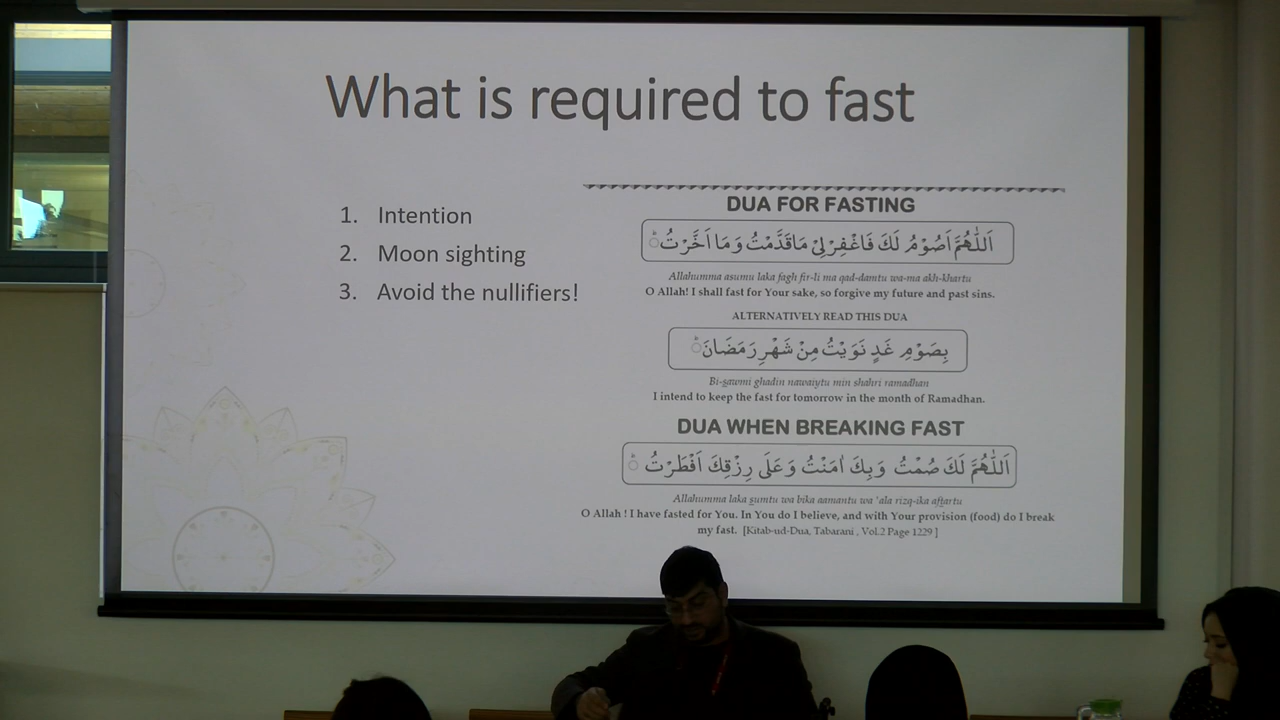 What is required to fast
1. Intention
2. Moon sighting
3. Avoid the nullifiers!
DUA FOR FASTING
اَللّٰهُمَّ اَصُوْمُ لَكَ فَاغْفِرْلِيْ مَاقَدَّمْتُ وَمَا اَخَّرْتُ
Allahumma asumu laka fagh fir-li ma qad-damtu wa-ma akh-khartu
O Allah! I shall fast for Your sake, so forgive my future and past sins.
ALTERNATIVELY READ THIS DUA
بِصَوْمِ غَدٍ نَوَيْتُ مِنْ شَهْرِ رَمَضَانَ
Bi-sawmi ghadin nawaiytu min shahri ramadhan
I intend to keep the fast for tomorrow in the month of Ramadhan.
DUA WHEN BREAKING FAST
اَللّٰهُمَّ لَكَ صُمْتُ وَبِكَ اٰمَنْتُ وَعَلَى رِزْقِكَ اَفْطَرْتُ
Allahumma laka sumtu wa bika aamantu wa 'ala rizq-ika aftartu
O Allah ! I have fasted for You. In You do I believe, and with Your provision (food) do I break
my fast. [Kitab-ud-Dua, Tabarani , Vol.2 Page 1229 ]